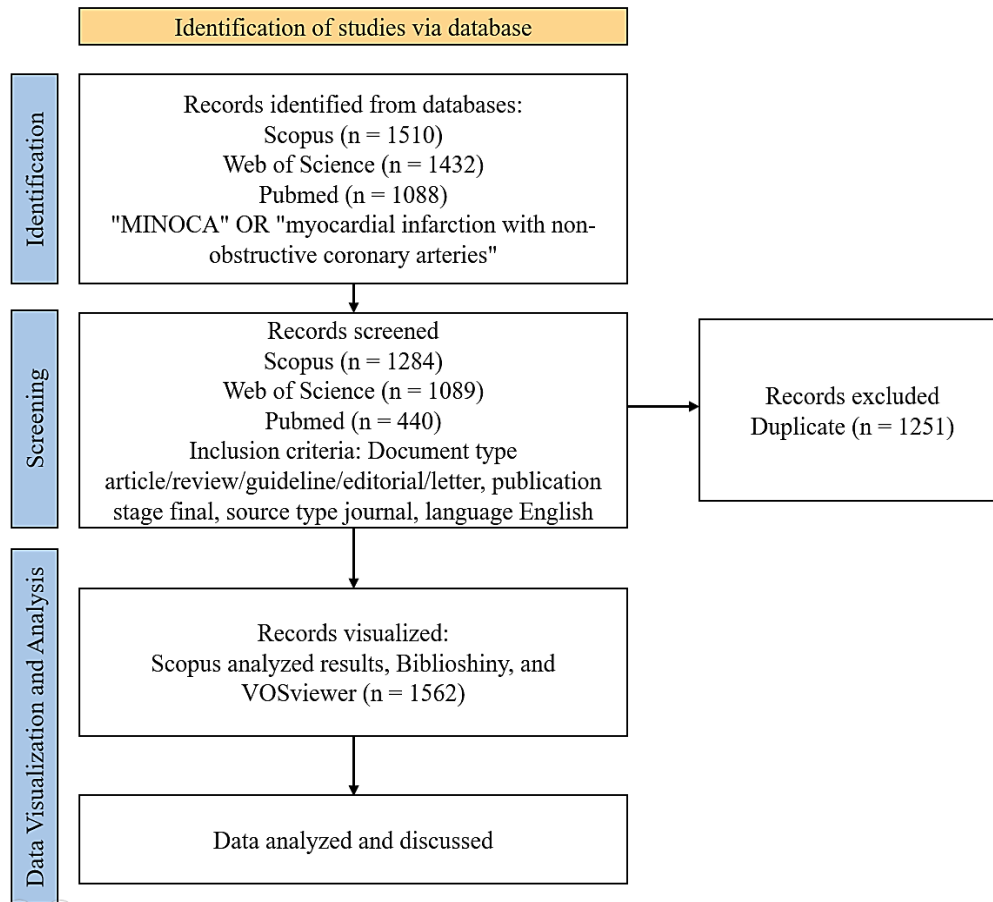 Identification of studies via database
Identification
Records identified from databases:
Scopus (n = 1510)
Web of Science (n = 1432)
Pubmed (n = 1088)
"MINOCA" OR "myocardial infarction with non-
obstructive coronary arteries"
Screening
Records screened
Scopus (n = 1284)
Web of Science (n = 1089)
Pubmed (n = 440)
Inclusion criteria: Document type
article/review/guideline/editorial/letter, publication
stage final, source type journal, language English
Records excluded
Duplicate (n = 1251)
Data Visualization and Analysis
Records visualized:
Scopus analyzed results, Biblioshiny, and
VOSviewer (n = 1562)
Data analyzed and discussed